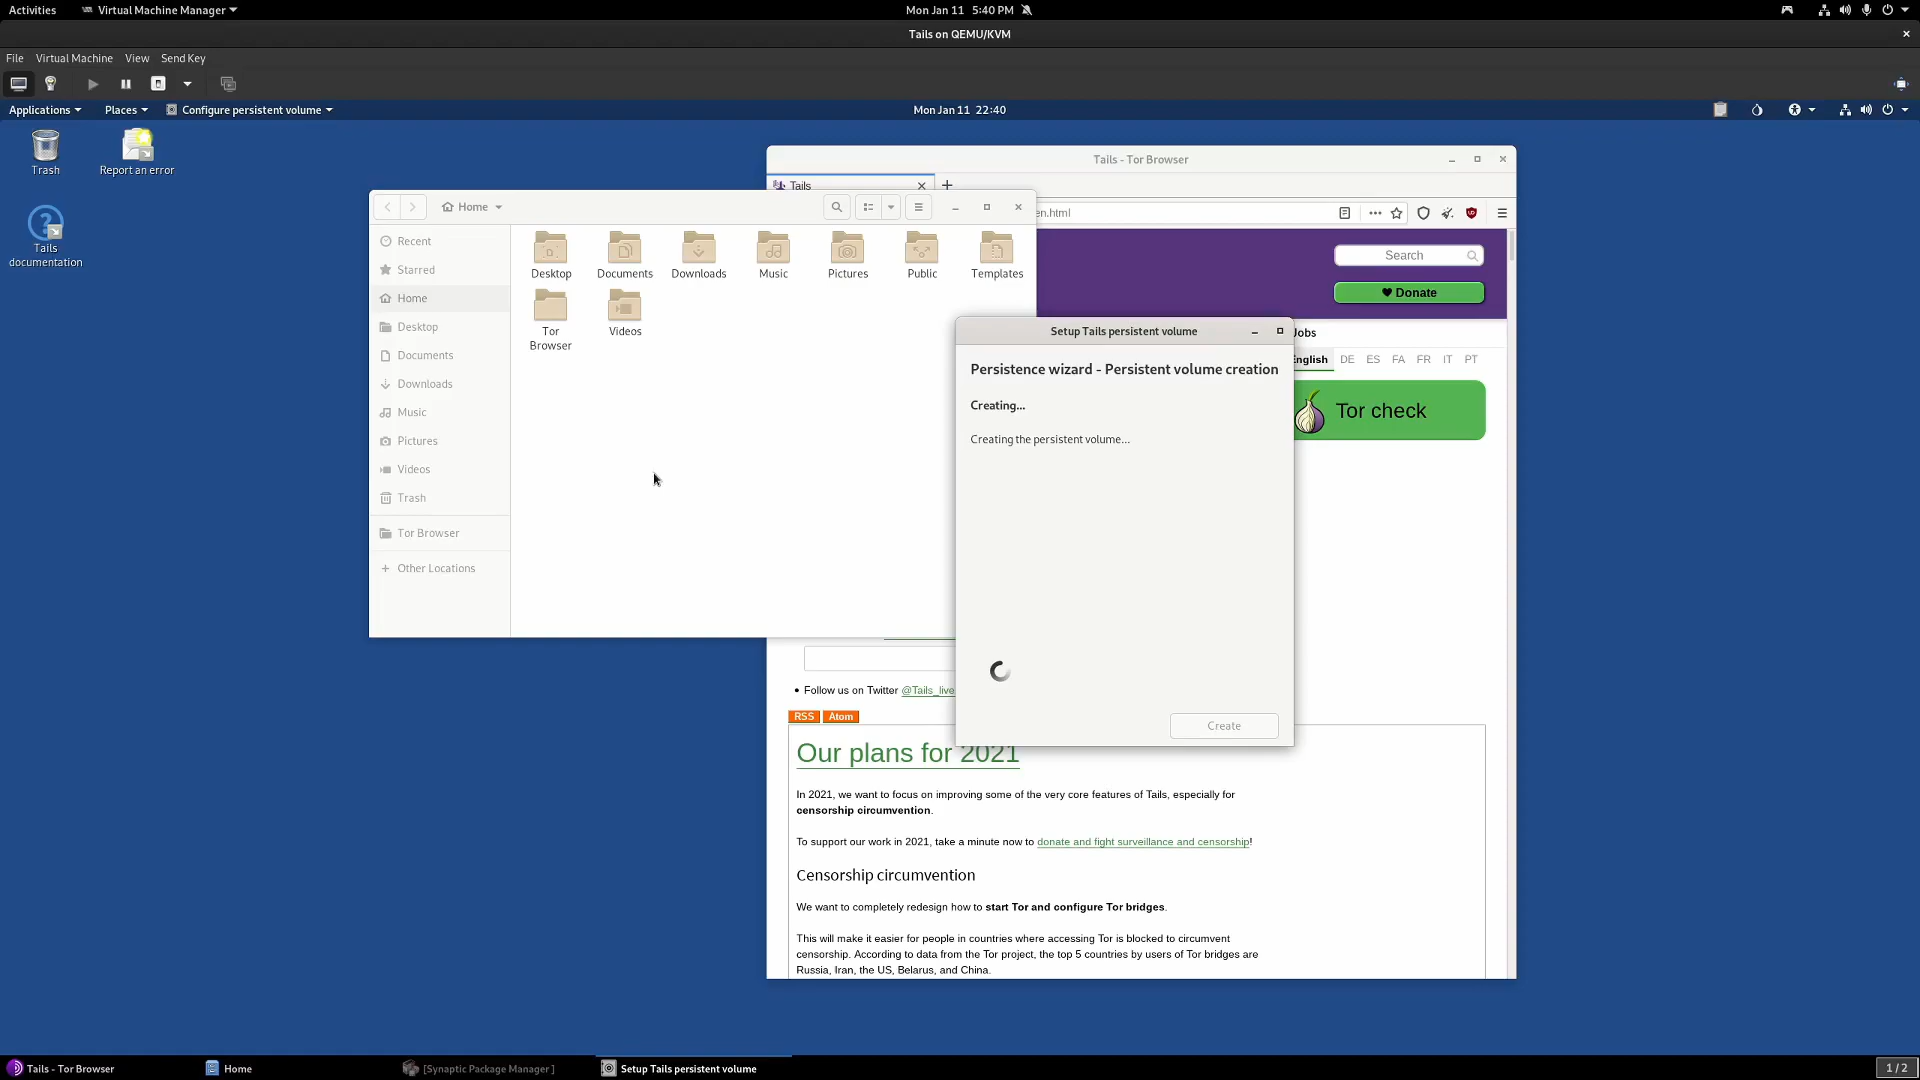 Activities
Virtual Machine Manager
Mon Jan 11 5:40 PM
Tails on QEMU/KVM
File Virtual Machine View Send Key
Applications Places Configure persistent volume
Mon Jan 11 22:40
Trash
Report an error
Tails documentation
Tails - Tor Browser
Tails
en.html
Search
Donate
Jobs
English DE ES FA FR IT PT
Tor check
Home
Recent
Starred
Home
Desktop
Documents
Downloads
Music
Pictures
Videos
Trash
Tor Browser
Other Locations
Desktop Documents Downloads Music Pictures Public Templates
Tor Browser
Videos
Setup Tails persistent volume
Persistence wizard - Persistent volume creation
Creating...
Creating the persistent volume...
Create
Follow us on Twitter @Tails_live
RSS Atom
Our plans for 2021
In 2021, we want to focus on improving some of the very core features of Tails, especially for
censorship circumvention.
To support our work in 2021, take a minute now to donate and fight surveillance and censorship!
Censorship circumvention
We want to completely redesign how to start Tor and configure Tor bridges.
This will make it easier for people in countries where accessing Tor is blocked to circumvent
censorship. According to data from the Tor project, the top 5 countries by users of Tor bridges are
Russia, Iran, the US, Belarus, and China.
Tails - Tor Browser
Home
[Synaptic Package Manager ]
Setup Tails persistent volume
1 / 2